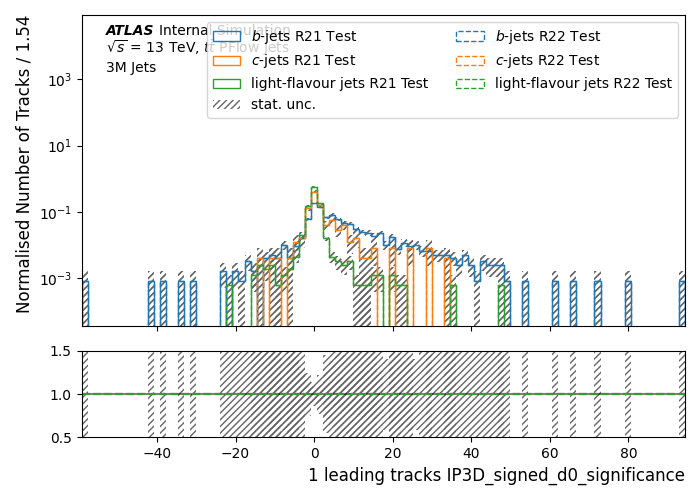 ATLAS Internal Simulation
√s = 13 TeV, tt PFlow jets
3M Jets
b-jets R21 Test
c-jets R21 Test
light-flavour jets R21 Test
stat. unc.
b-jets R22 Test
c-jets R22 Test
light-flavour jets R22 Test
Normalised Number of Tracks / 1.54
10³
10¹
10⁻¹
10⁻³
1.5
1.0
0.5
−40 −20 0 20 40 60 80
1 leading tracks IP3D_signed_d0_significance